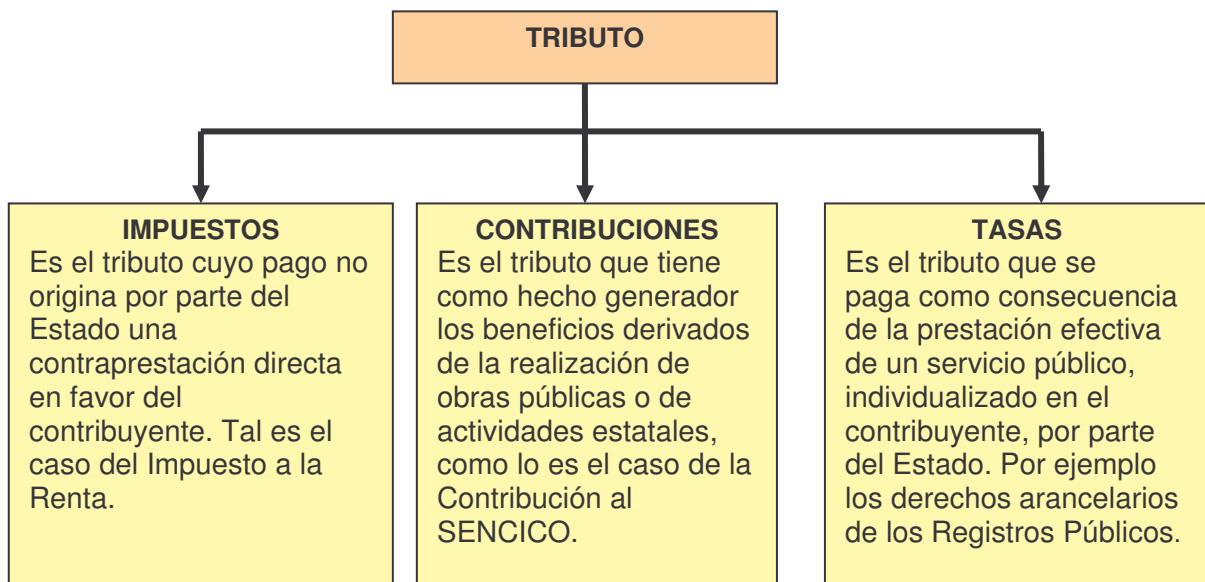 TRIBUTO
IMPUESTOS
Es el tributo cuyo pago no
origina por parte del
Estado una
contraprestación directa
en favor del
contribuyente. Tal es el
caso del Impuesto a la
Renta.
CONTRIBUCIONES
Es el tributo que tiene
como hecho generador
los beneficios derivados
de la realización de
obras públicas o de
actividades estatales,
como lo es el caso de la
Contribución al
SENCICO.
TASAS
Es el tributo que se
paga como consecuencia
de la prestación efectiva
de un servicio público,
individualizado en el
contribuyente, por parte
del Estado. Por ejemplo
los derechos arancelarios
de los Registros Públicos.